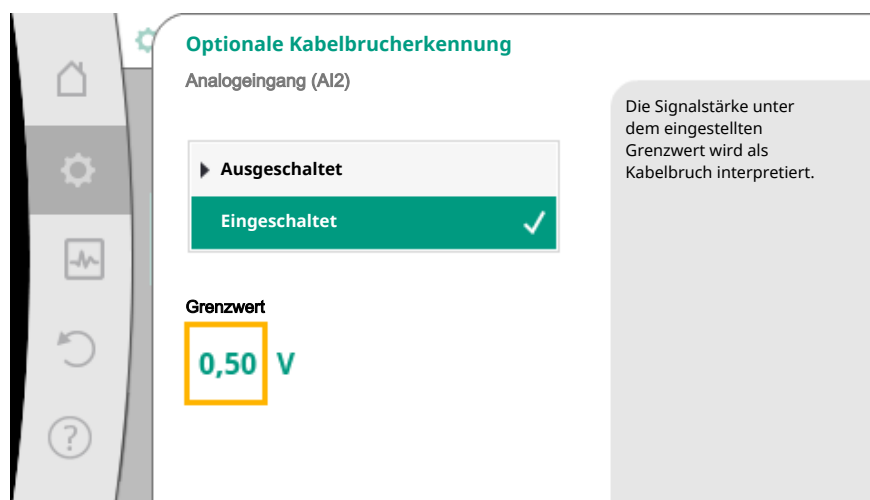 Optionale Kabelbrucherkennung
Analogeingang (AI2)
Ausgeschaltet
Eingeschaltet
Grenzwert
0,50 V
Die Signalstärke unter
dem eingestellten
Grenzwert wird als
Kabelbruch interpretiert.
?